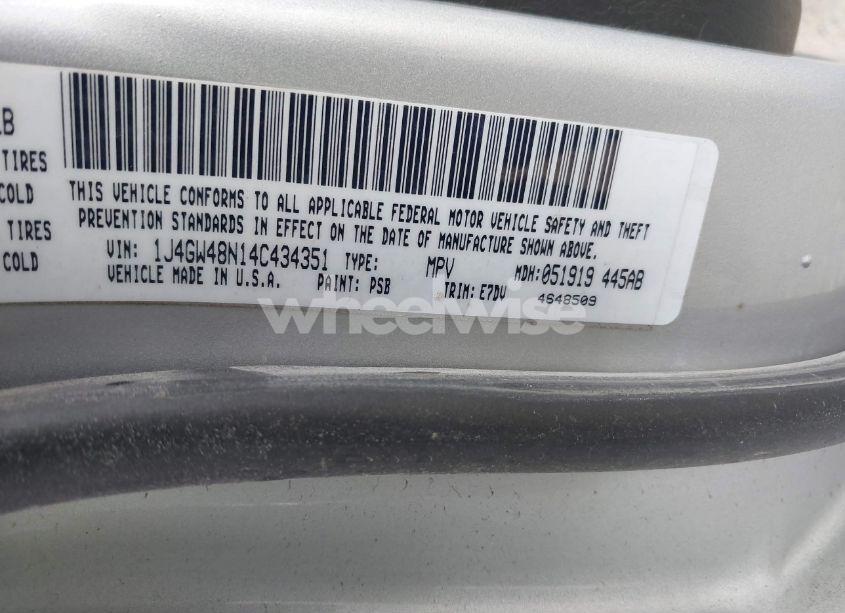 LB
TIRES
COLD
TIRES
COLD
THIS VEHICLE CONFORMS TO ALL APPLICABLE FEDERAL MOTOR VEHICLE SAFETY AND THEFT
PREVENTION STANDARDS IN EFFECT ON THE DATE OF MANUFACTURE SHOWN ABOVE.
VIN: 1J4GW48N14C434351 TYPE: MPV MDH:051919 445AB
VEHICLE MADE IN U.S.A. PAINT: PSB TRIM: E7DV 4648509
wheelwise